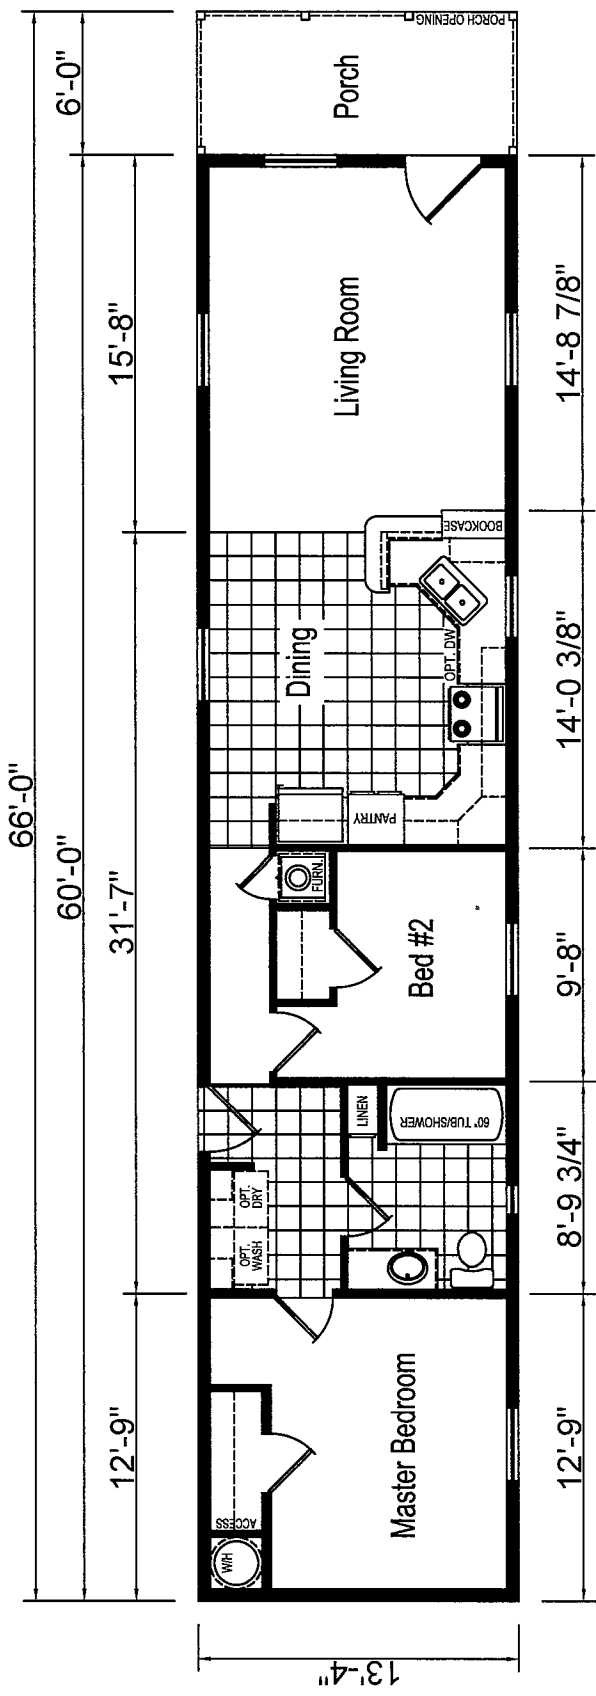 66'-0"
60'-0"
6'-0"
12'-9"
31'-7"
15'-8"
13'-4"
W/H
ACCESS
Master Bedroom
OPT.
WASH
OPT.
DRY
LINEN
60" TUB/SHOWER
Bed #2
FURN.
PANTRY
Dining
OPT. DW
BOOKCASE
Living Room
Porch
PORCH OPENING
12'-9"
8'-9 3/4"
9'-8"
14'-0 3/8"
14'-8 7/8"